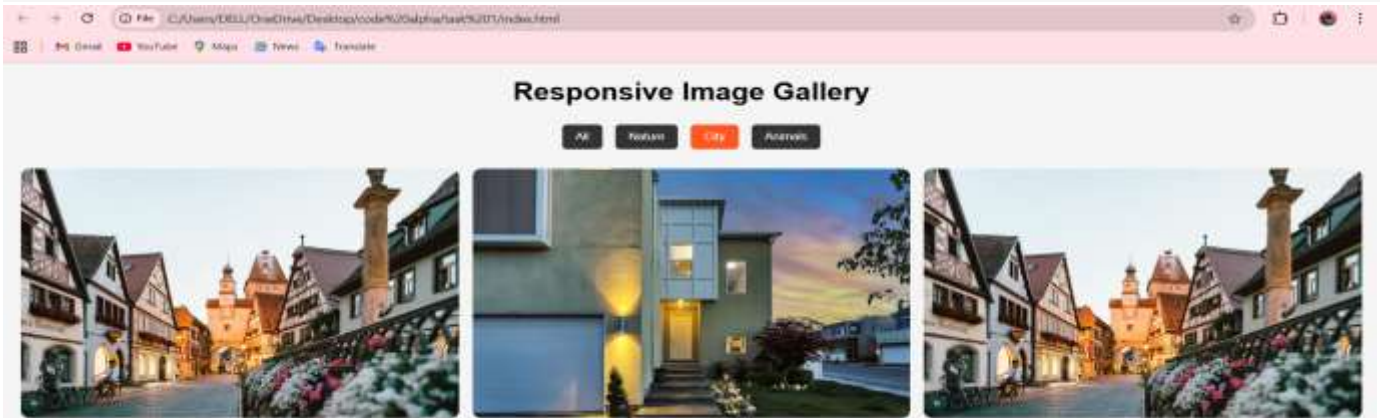 File C:/Users/DELL/OneDrive/Desktop/code%20alpha/task%201/index.html
Gmail YouTube Maps News Translate
Responsive Image Gallery
All Nature City Animals